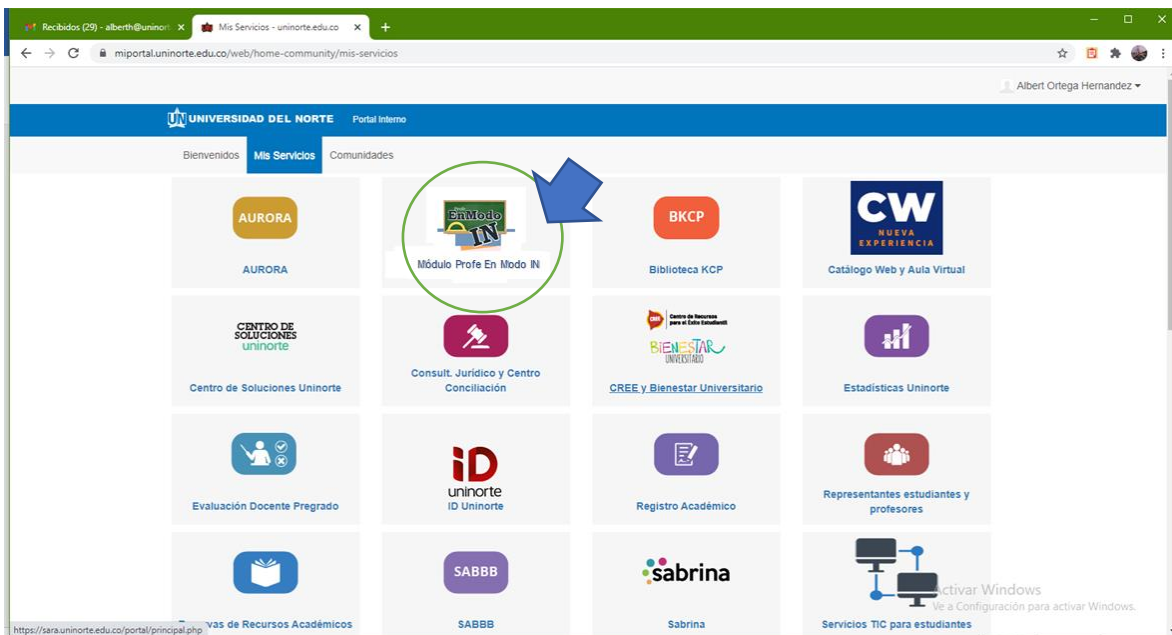 Recibidos (29) - alberth@uninort
Mis Servicios - uninorte.edu.co
miportal.uninorte.edu.co/web/home-community/mis-servicios
Albert Ortega Hernandez
UN UNIVERSIDAD DEL NORTE Portal Interno
Bienvenidos Mis Servicios Comunidades
AURORA
AURORA
EnModo
IN
Módulo Profe En Modo IN
BKCP
Biblioteca KCP
CW
NUEVA
EXPERIENCIA
Catálogo Web y Aula Virtual
CENTRO DE
SOLUCIONES
uninorte
Centro de Soluciones Uninorte
Consult. Jurídico y Centro
Conciliación
Centro de Recursos
para el Éxito Estudiantil
BIENESTAR
UNIVERSITARIO
CREE y Bienestar Universitario
Estadísticas Uninorte
Evaluación Docente Pregrado
iD
uninorte
ID Uninorte
Registro Académico
Representantes estudiantes y
profesores
vas de Recursos Académicos
SABBB
SABBB
sabrina
Sabrina
Servicios TIC para estudiantes
Activar Windows
Ve a Configuración para activar Windows.
https://sara.uninorte.edu.co/portal/principal.php